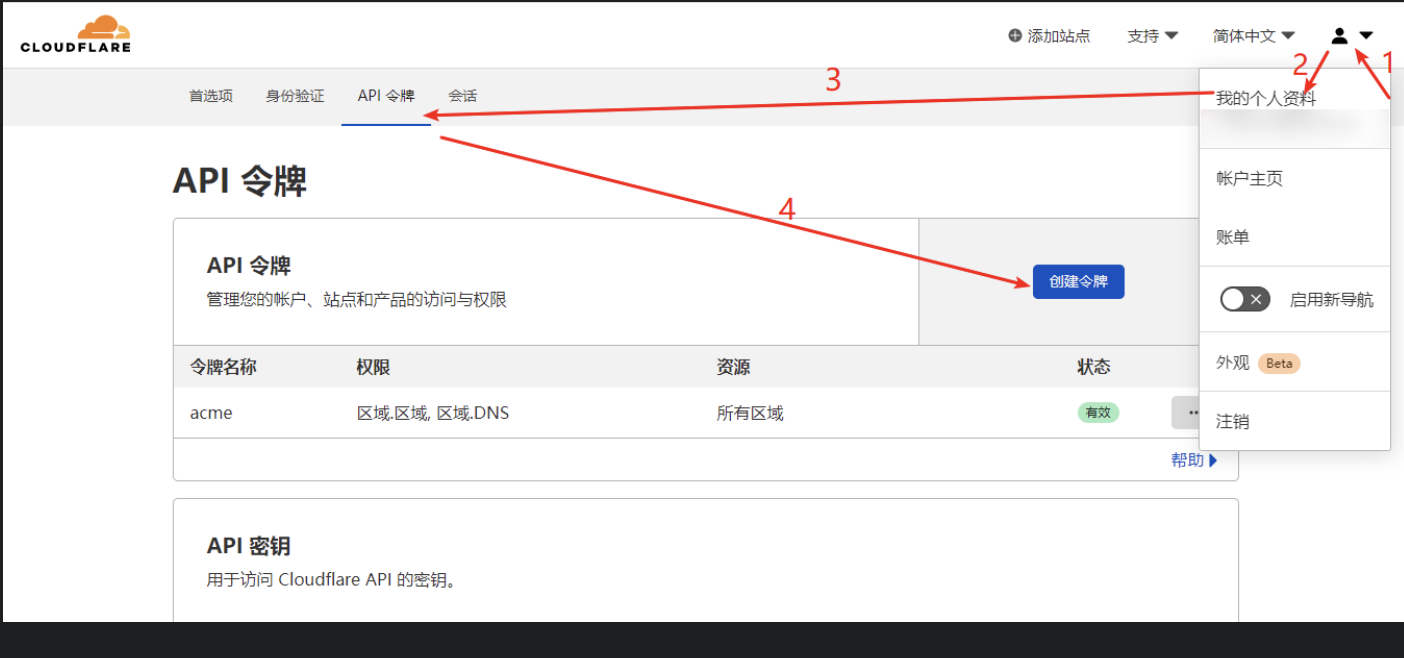 CLOUDFLARE
添加站点 支持 简体中文
1
2
3
首选项 身份验证 API 令牌 会话
我的个人资料
帐户主页
账单
启用新导航
外观 Beta
注销
API 令牌
4
API 令牌
管理您的帐户、站点和产品的访问与权限
创建令牌
令牌名称 权限 资源 状态
acme 区域.区域, 区域.DNS 所有区域 有效
帮助
API 密钥
用于访问 Cloudflare API 的密钥。